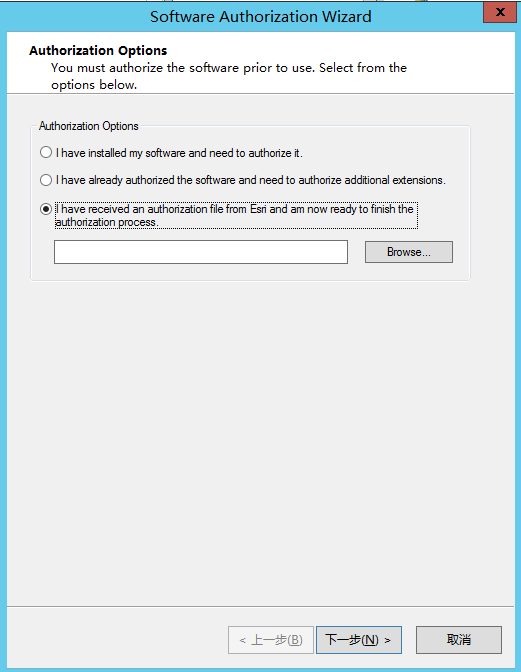 Software Authorization Wizard
x
Authorization Options
You must authorize the software prior to use. Select from the
options below.
Authorization Options
I have installed my software and need to authorize it.
I have already authorized the software and need to authorize additional extensions.
I have received an authorization file from Esri and am now ready to finish the
authorization process.
Browse...
< 上一步(B)
下一步(N) >
取消